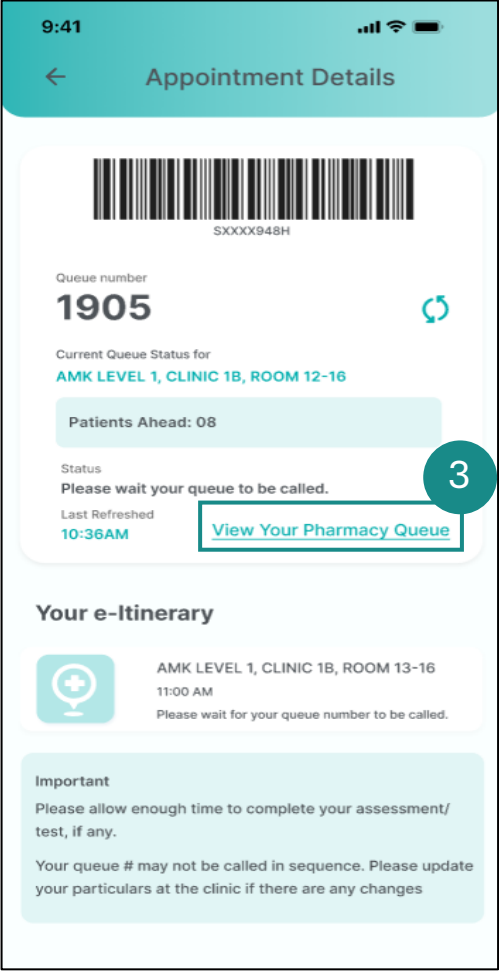 9:41
Appointment Details
SXXXX948H
Queue number
1905
Current Queue Status for
AMK LEVEL 1, CLINIC 1B, ROOM 12-16
Patients Ahead: 08
Status
Please wait your queue to be called.
3
Last Refreshed
10:36AM
View Your Pharmacy Queue
Your e-Itinerary
AMK LEVEL 1, CLINIC 1B, ROOM 13-16
11:00 AM
Please wait for your queue number to be called.
Important
Please allow enough time to complete your assessment/
test, if any.
Your queue # may not be called in sequence. Please update
your particulars at the clinic if there are any changes